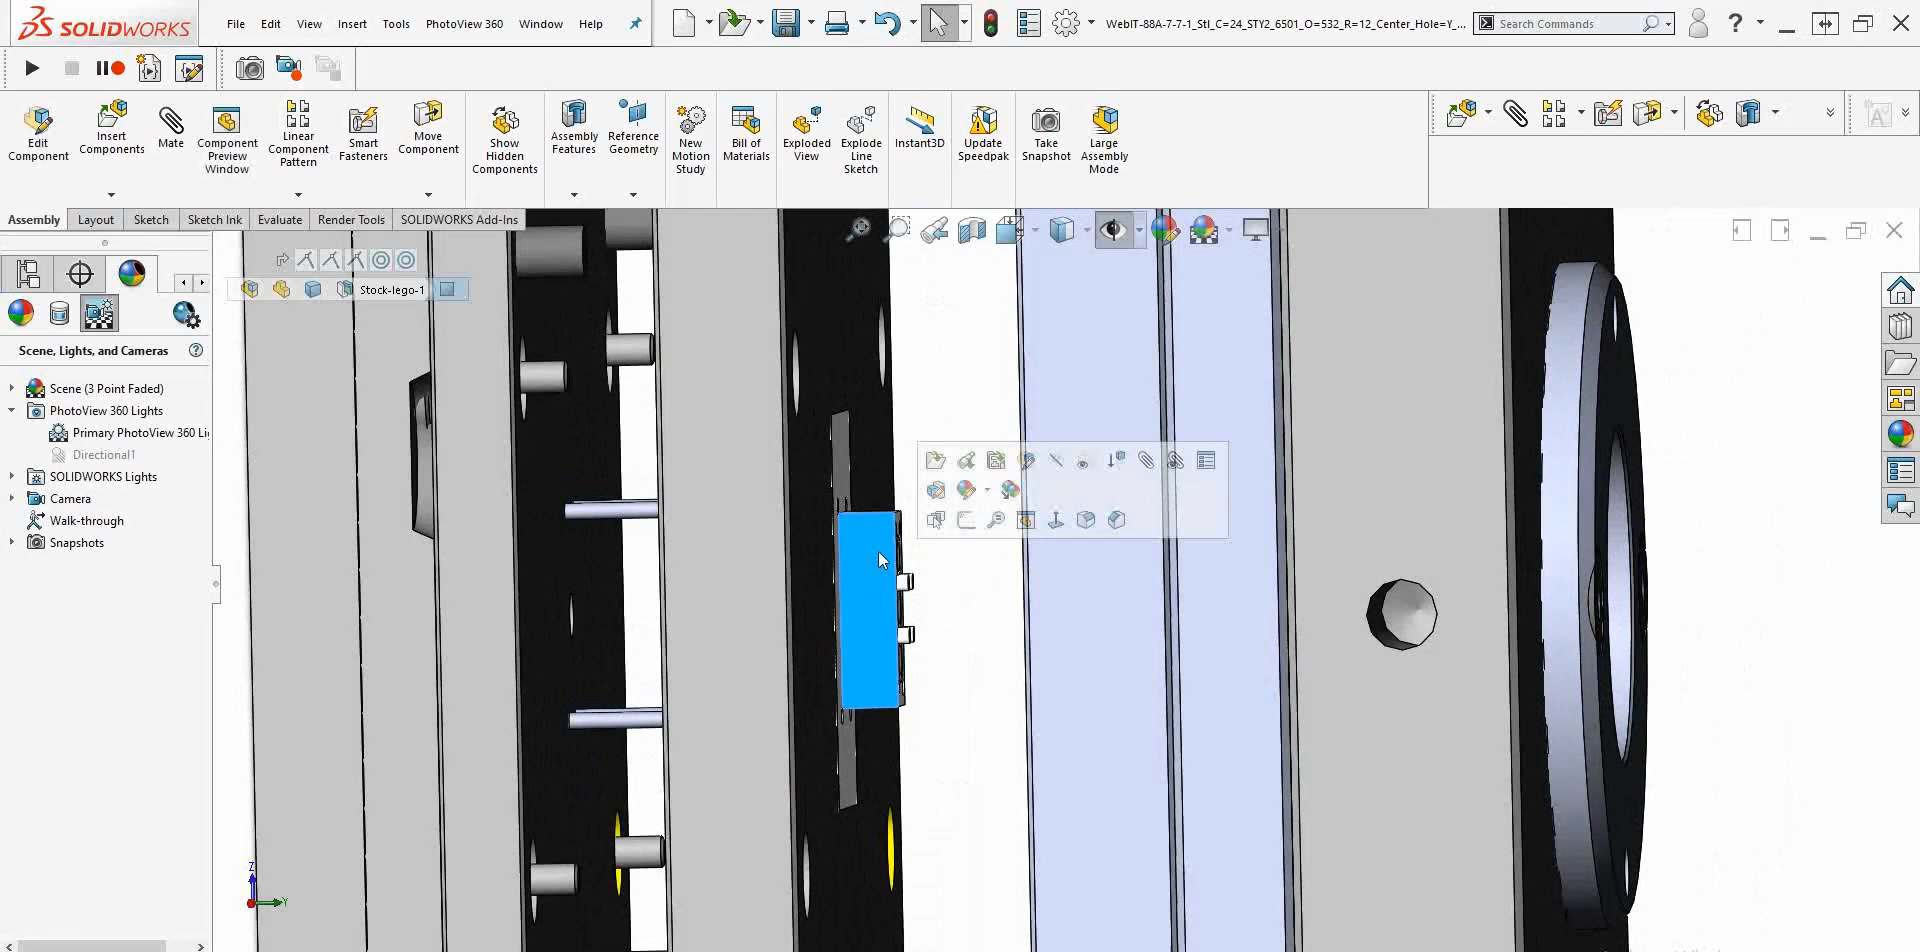 SOLIDWORKS
File Edit View Insert Tools PhotoView 360 Window Help
WebIT-88A-7-7-1_Stl_C=24_STY2_6501_O=532_R=12_Center_Hole=Y_...
Search Commands
?
Edit Component
Insert Components
Mate
Component Preview Window
Linear Component Pattern
Smart Fasteners
Move Component
Show Hidden Components
Assembly Features
Reference Geometry
New Motion Study
Bill of Materials
Exploded View
Explode Line Sketch
Instant3D
Update Speedpak
Take Snapshot
Large Assembly Mode
Assembly Layout Sketch Sketch Ink Evaluate Render Tools SOLIDWORKS Add-Ins
Stock-lego-1
Scene, Lights, and Cameras
Scene (3 Point Faded)
PhotoView 360 Lights
Primary PhotoView 360 Li
Directional1
SOLIDWORKS Lights
Camera
Walk-through
Snapshots
Z
Y